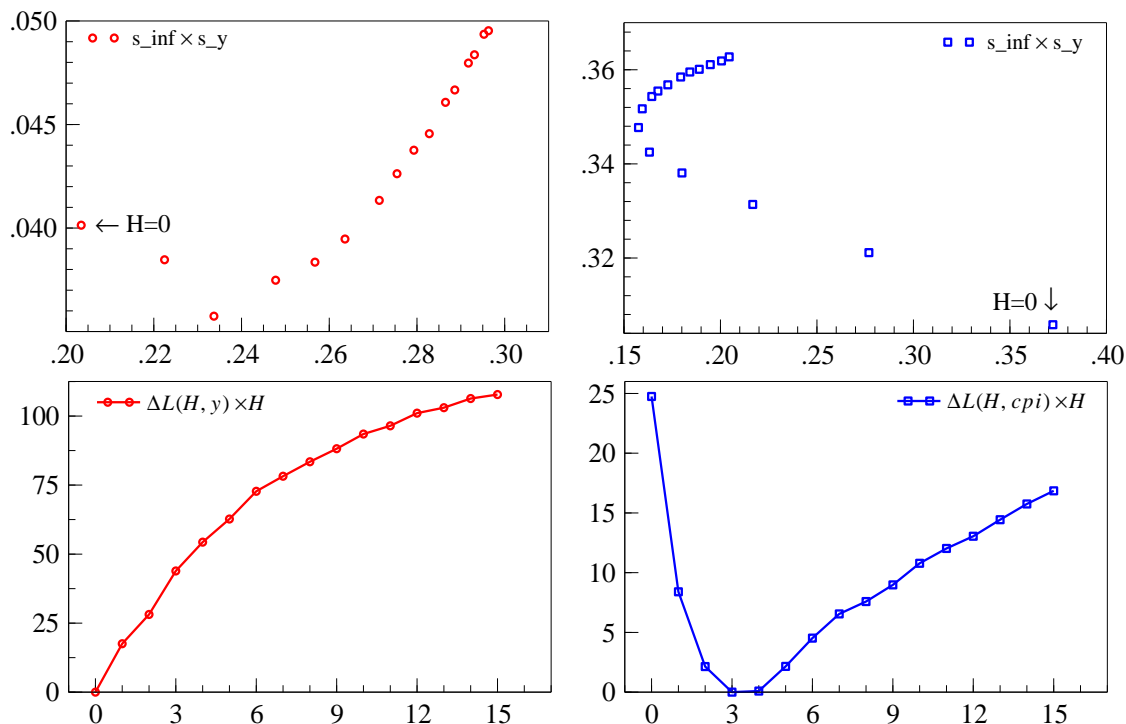 s_inf × s_y
.050
.045
.040
← H=0
.20 .22 .24 .26 .28 .30
s_inf × s_y
.36
.34
.32
H=0 ↓
.15 .20 .25 .30 .35 .40
ΔL(H, y) ×H
100
75
50
25
0
0 3 6 9 12 15
ΔL(H, cpi) ×H
25
20
15
10
5
0
0 3 6 9 12 15